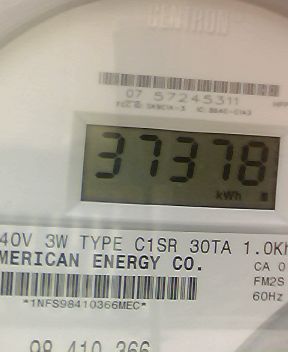 CENTRON
07 57245311
37378
kWh
40V 3W TYPE C1SR 30TA 1.0Kh
MERICAN ENERGY CO.
CA 0
FM2S
60Hz
*1NFS98410366MEC*
98 410 366